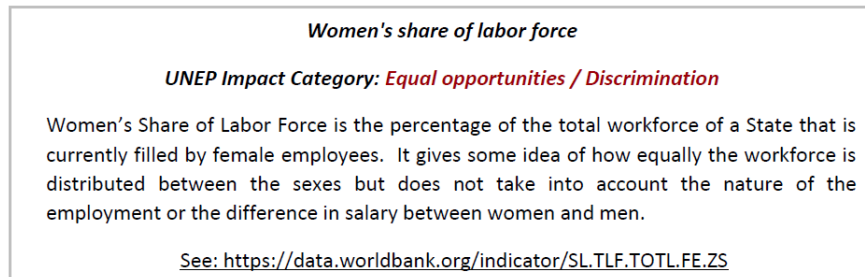 Women's share of labor force
UNEP Impact Category: Equal opportunities / Discrimination
Women’s Share of Labor Force is the percentage of the total workforce of a State that is
currently filled by female employees.  It gives some idea of how equally the workforce is
distributed between the sexes but does not take into account the nature of the
employment or the difference in salary between women and men.
See: https://data.worldbank.org/indicator/SL.TLF.TOTL.FE.ZS